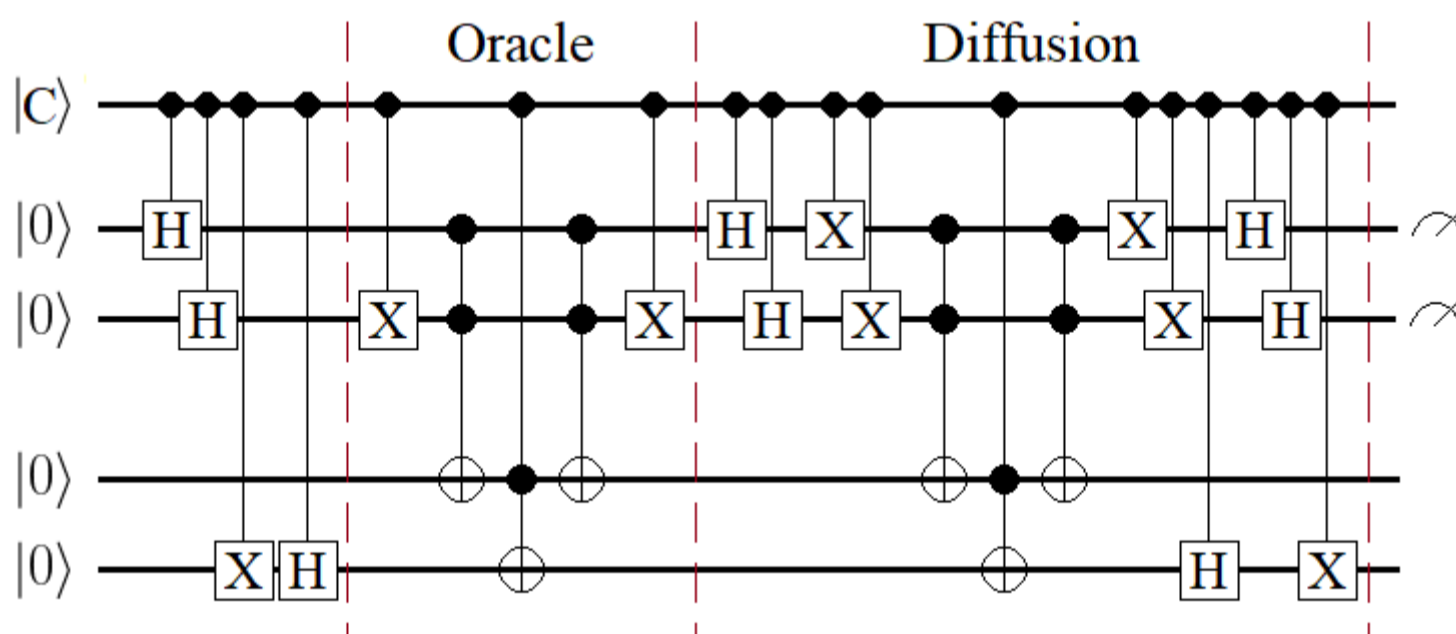 Oracle Diffusion
|C⟩
|0⟩ H H X H X X
|0⟩ H X X H X X H
|0⟩
|0⟩ X H H X